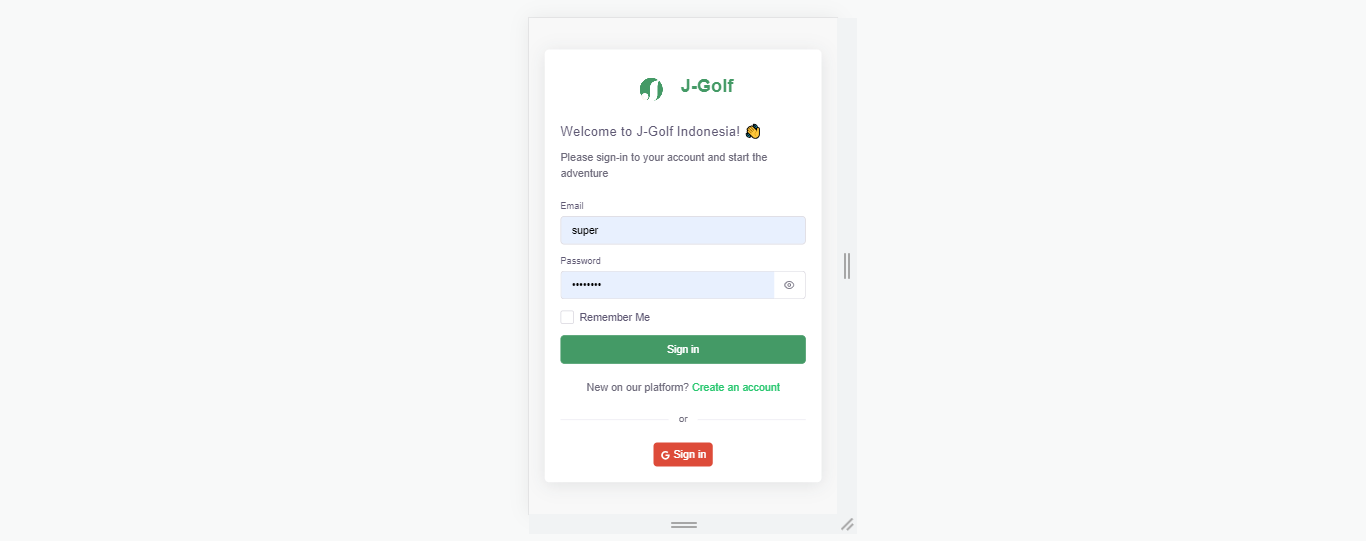 J-Golf
Welcome to J-Golf Indonesia! 👋
Please sign-in to your account and start the
adventure
Email
super
Password
••••••••
Remember Me
Sign in
New on our platform? Create an account
or
G Sign in